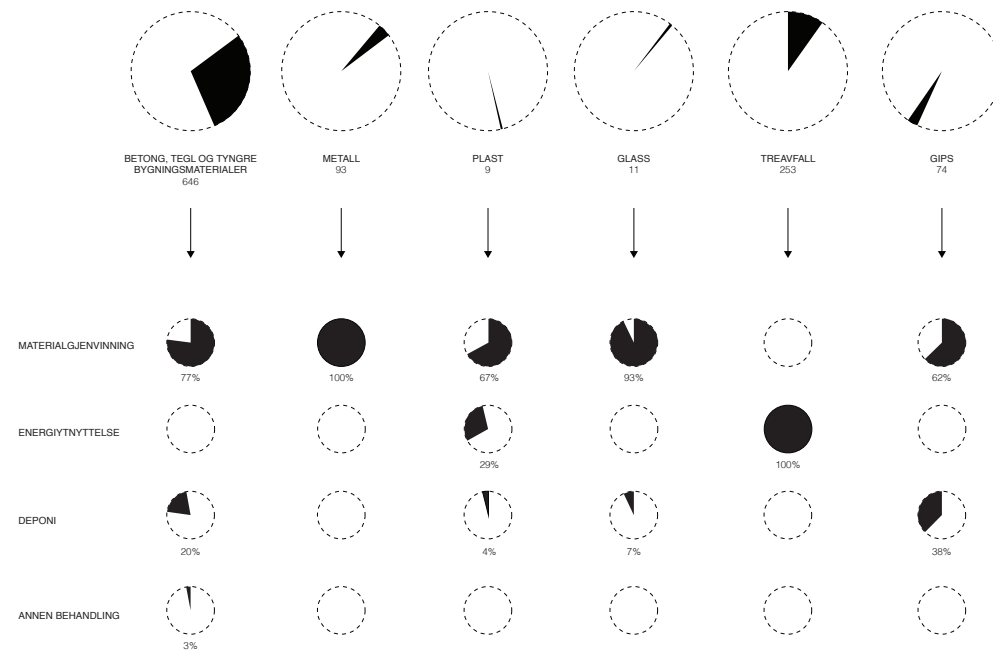 BETONG, TEGL OG TYNGRE
BYGNINGSMATERIALER
646
METALL
93
PLAST
9
GLASS
11
TREAVFALL
253
GIPS
74
MATERIALGJENVINNING
77%
100%
67%
93%
62%
ENERGIYTNYTTELSE
29%
100%
DEPONI
20%
4%
7%
38%
ANNEN BEHANDLING
3%